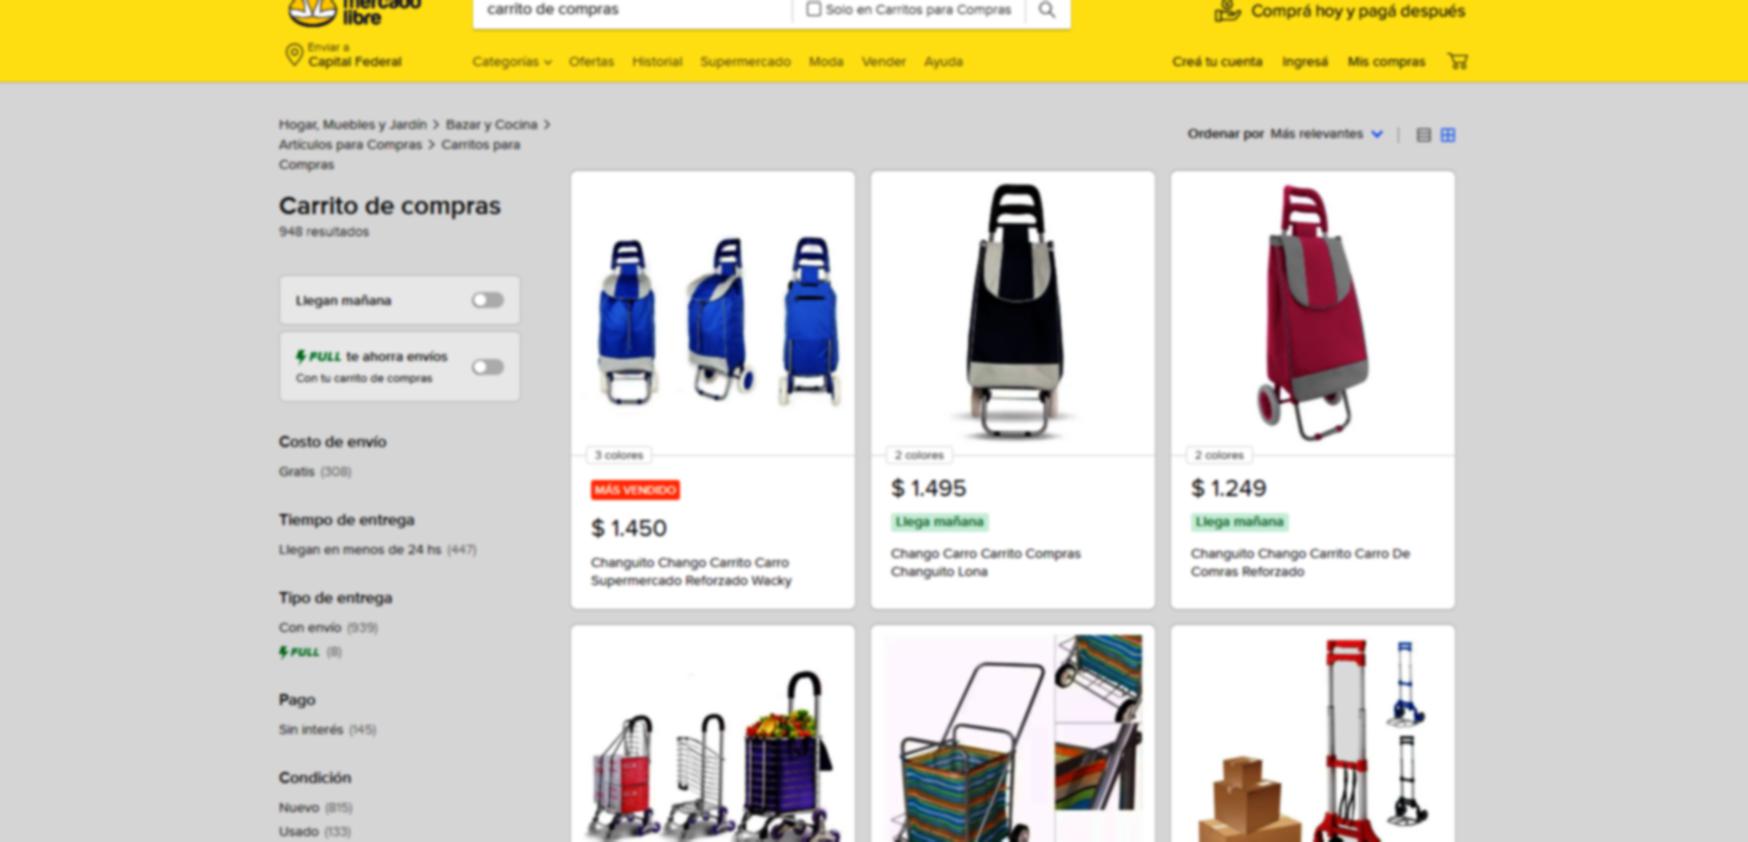 mercado
libre
carrito de compras
Solo en Carritos para Compras
Comprá hoy y pagá después
Enviar a
Capital Federal
Categorías
Ofertas
Historial
Supermercado
Moda
Vender
Ayuda
Creá tu cuenta
Ingresá
Mis compras
Hogar, Muebles y Jardín > Bazar y Cocina >
Artículos para Compras > Carritos para
Compras
Ordenar por Más relevantes
Carrito de compras
948 resultados
Llegan mañana
FULL te ahorra envíos
Con tu carrito de compras
Costo de envío
Gratis (308)
Tiempo de entrega
Llegan en menos de 24 hs (447)
Tipo de entrega
Con envío (939)
FULL (8)
Pago
Sin interés (145)
Condición
Nuevo (815)
Usado (133)
3 colores
MÁS VENDIDO
$ 1.450
Changuito Chango Carrito Carro
Supermercado Reforzado Wacky
2 colores
$ 1.495
Llega mañana
Chango Carro Carrito Compras
Changuito Lona
2 colores
$ 1.249
Llega mañana
Changuito Chango Carrito Carro De
Comras Reforzado